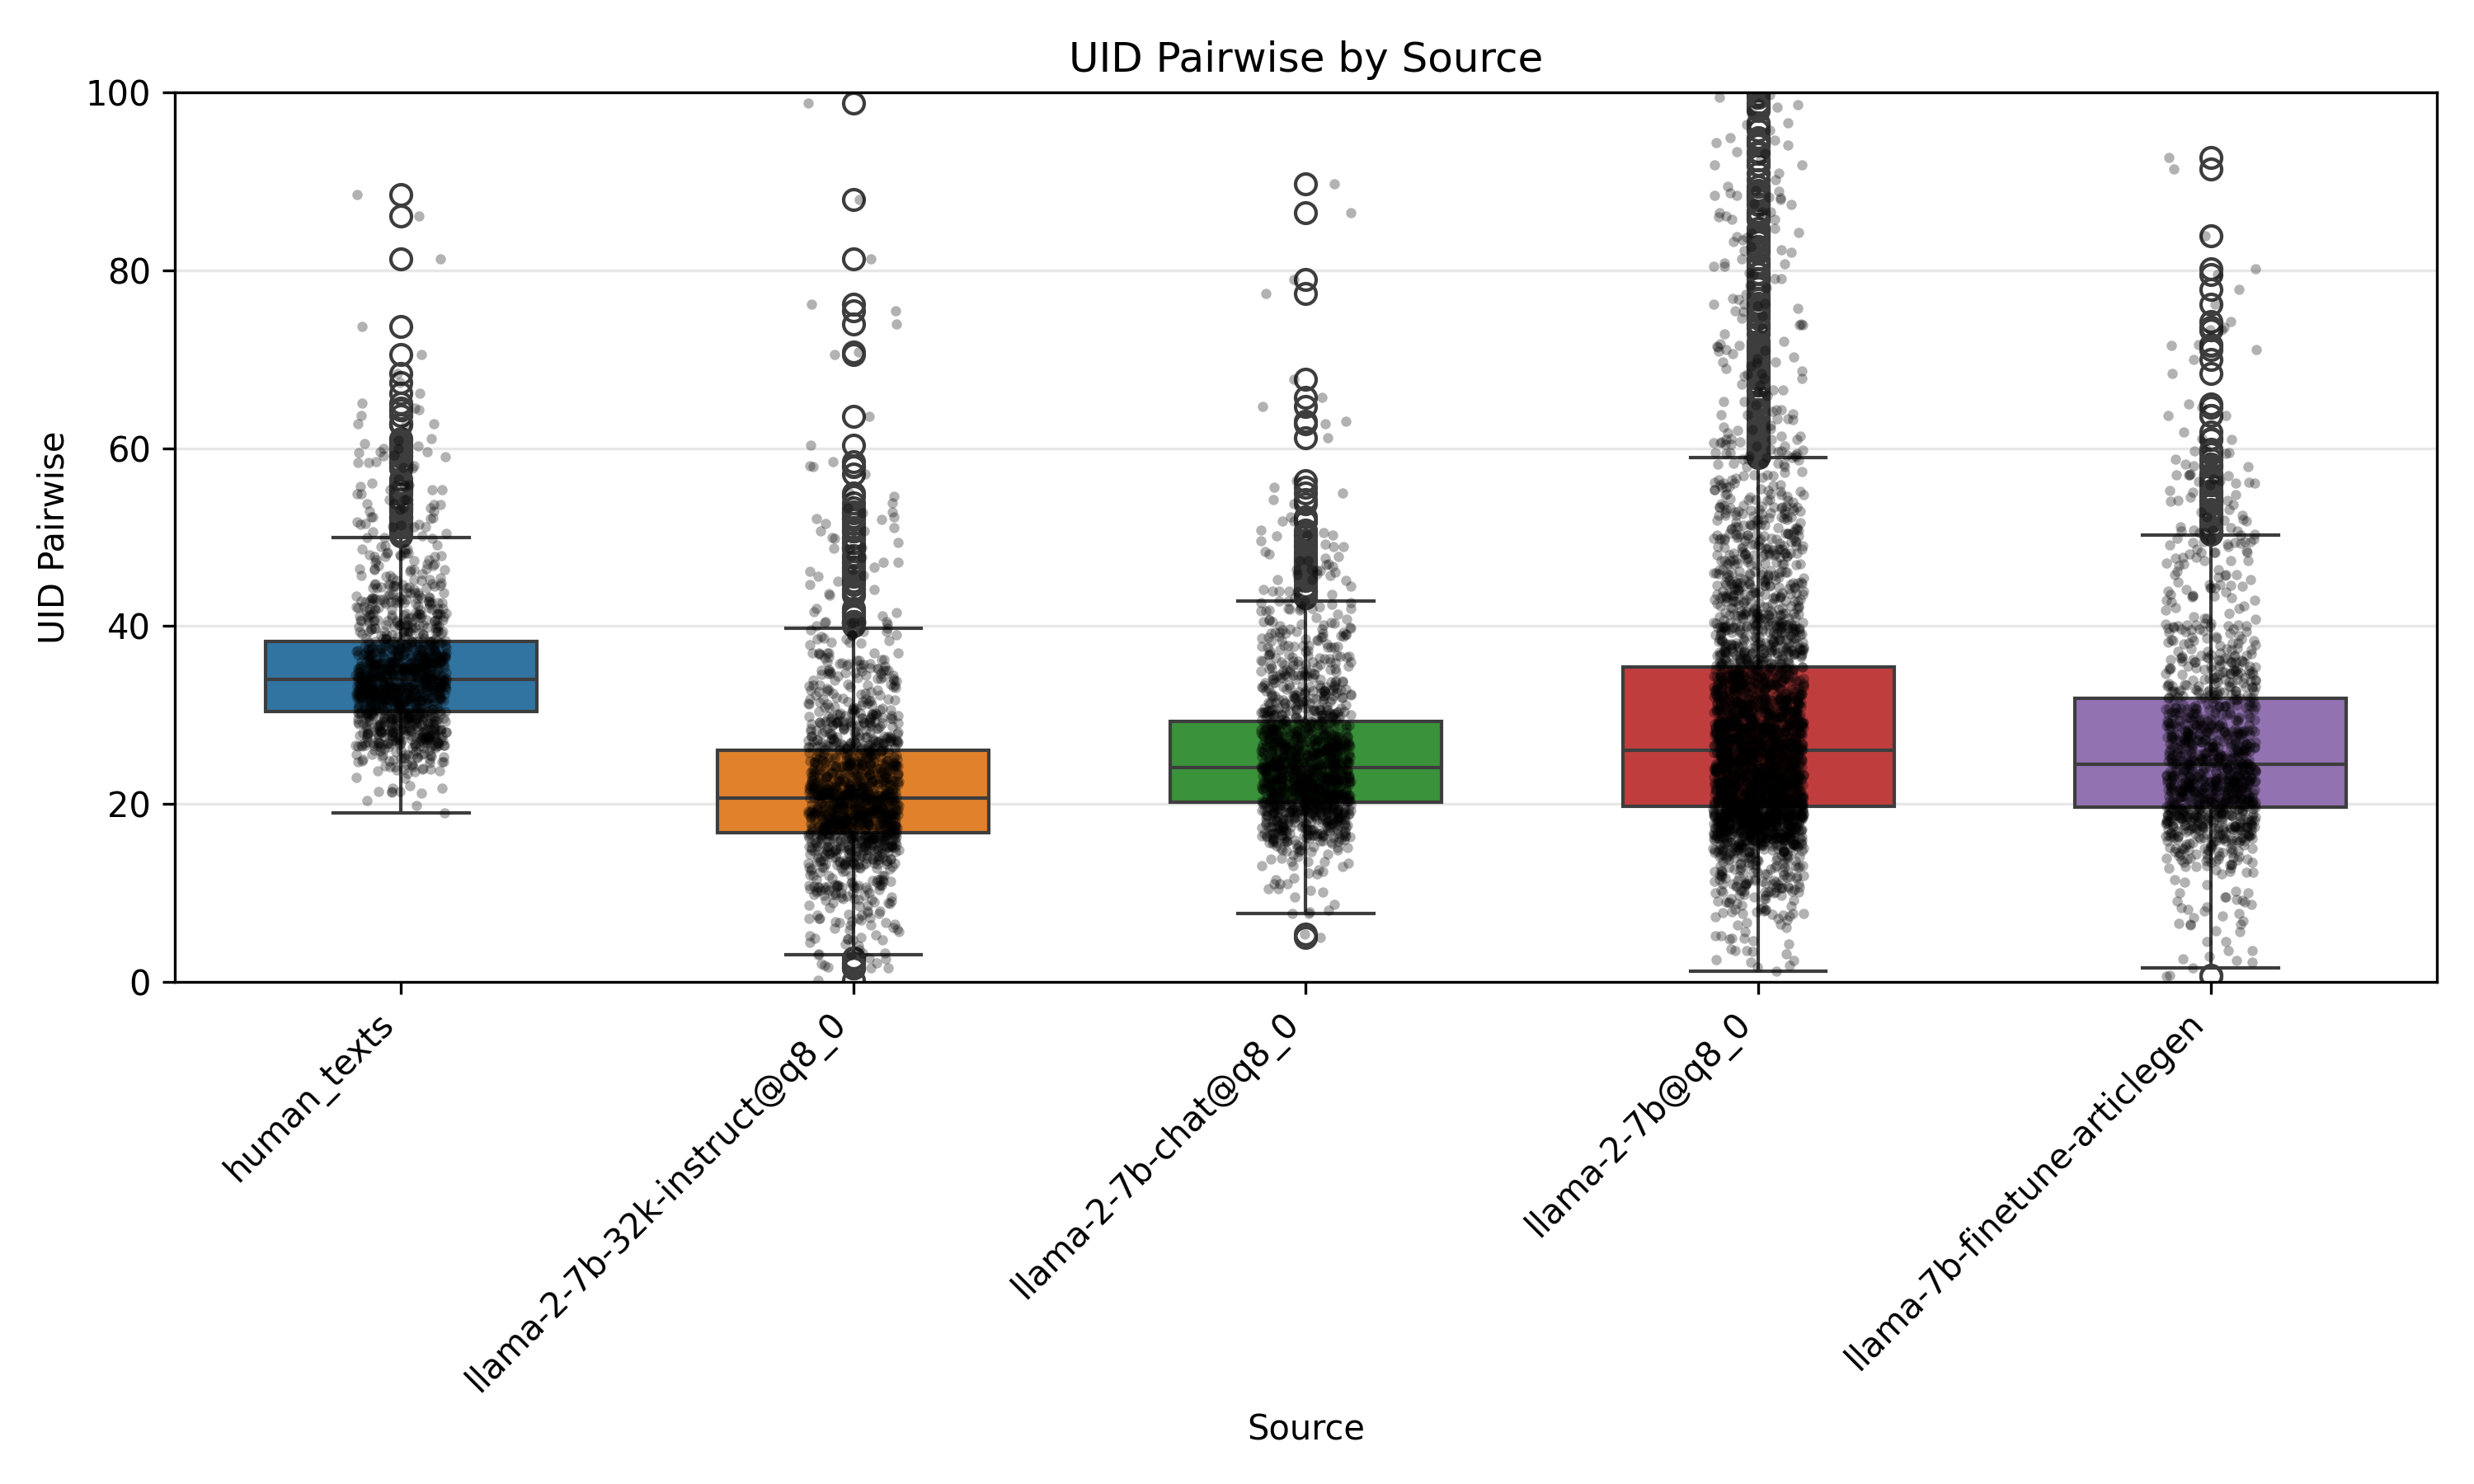 UID Pairwise by Source
UID Pairwise
100
80
60
40
20
0
human_texts
llama-2-7b-32k-instruct@q8_0
llama-2-7b-chat@q8_0
llama-2-7b@q8_0
llama-7b-finetune-articlegen
Source